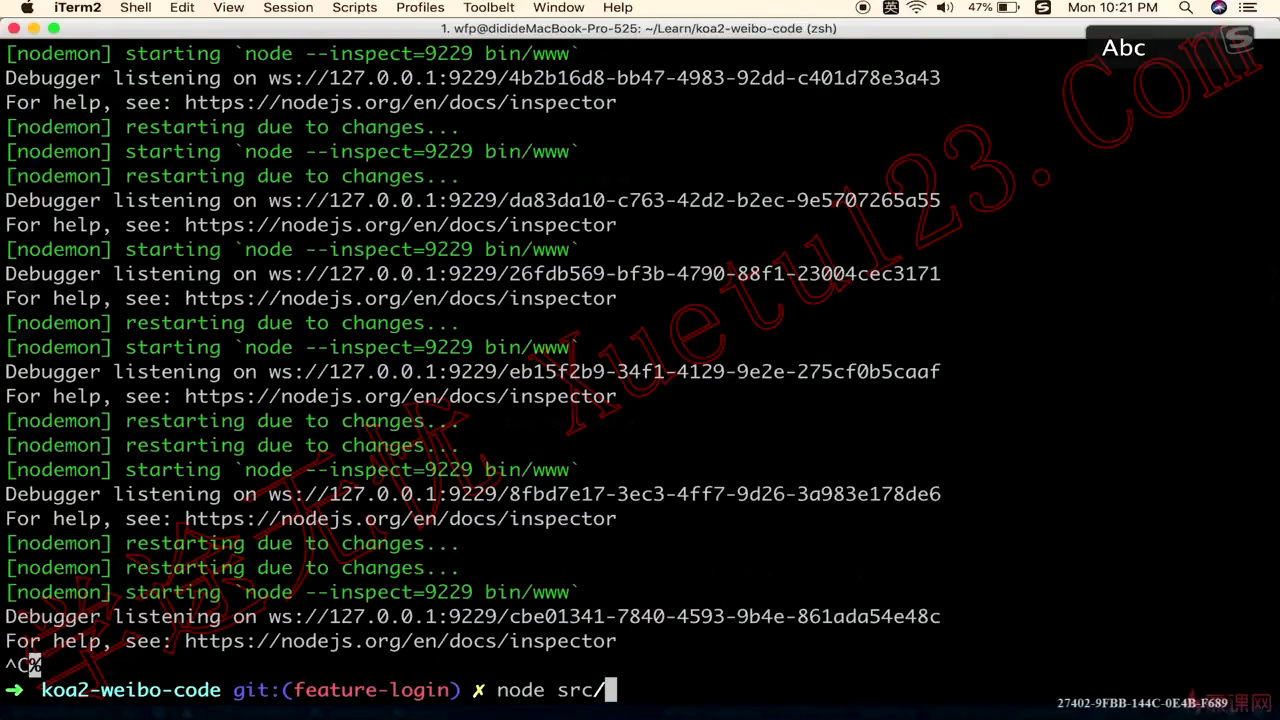 iTerm2 Shell Edit View Session Scripts Profiles Toolbelt Window Help 英 47% S Mon 10:21 PM
1. wfp@didideMacBook-Pro-525: ~/Learn/koa2-weibo-code (zsh)
Abc S
[nodemon] starting `node --inspect=9229 bin/www`
Debugger listening on ws://127.0.0.1:9229/4b2b16d8-bb47-4983-92dd-c401d78e3a43
For help, see: https://nodejs.org/en/docs/inspector
[nodemon] restarting due to changes...
[nodemon] starting `node --inspect=9229 bin/www`
[nodemon] restarting due to changes...
Debugger listening on ws://127.0.0.1:9229/da83da10-c763-42d2-b2ec-9e5707265a55
For help, see: https://nodejs.org/en/docs/inspector
[nodemon] starting `node --inspect=9229 bin/www`
Debugger listening on ws://127.0.0.1:9229/26fdb569-bf3b-4790-88f1-23004cec3171
For help, see: https://nodejs.org/en/docs/inspector
[nodemon] restarting due to changes...
[nodemon] starting `node --inspect=9229 bin/www`
Debugger listening on ws://127.0.0.1:9229/eb15f2b9-34f1-4129-9e2e-275cf0b5caaf
For help, see: https://nodejs.org/en/docs/inspector
[nodemon] restarting due to changes...
[nodemon] restarting due to changes...
[nodemon] starting `node --inspect=9229 bin/www`
Debugger listening on ws://127.0.0.1:9229/8fbd7e17-3ec3-4ff7-9d26-3a983e178de6
For help, see: https://nodejs.org/en/docs/inspector
[nodemon] restarting due to changes...
[nodemon] restarting due to changes...
[nodemon] starting `node --inspect=9229 bin/www`
Debugger listening on ws://127.0.0.1:9229/cbe01341-7840-4593-9b4e-861ada54e48c
For help, see: https://nodejs.org/en/docs/inspector
^C%
➜ koa2-weibo-code git:(feature-login) ✗ node src/
学途无忧 Xuetu123.Com
27402-9FBB-144C-0E4B-F689
慕课网